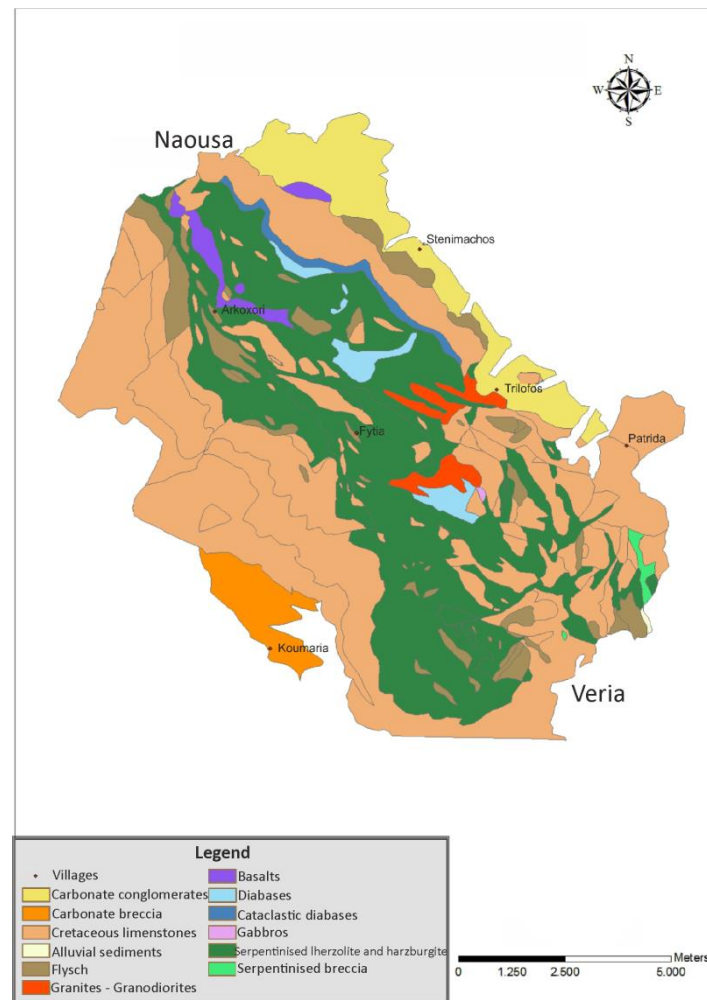 N
W E
S
Naousa
Stenimachos
Arkoxori
Trilofos
Fytia
Patrida
Koumaria
Veria
Legend
Villages
Carbonate conglomerates
Carbonate breccia
Cretaceous limenstones
Alluvial sediments
Flysch
Granites - Granodiorites
Basalts
Diabases
Cataclastic diabases
Gabbros
Serpentinised lherzolite and harzburgite
Serpentinised breccia
Meters
0 1.250 2.500 5.000